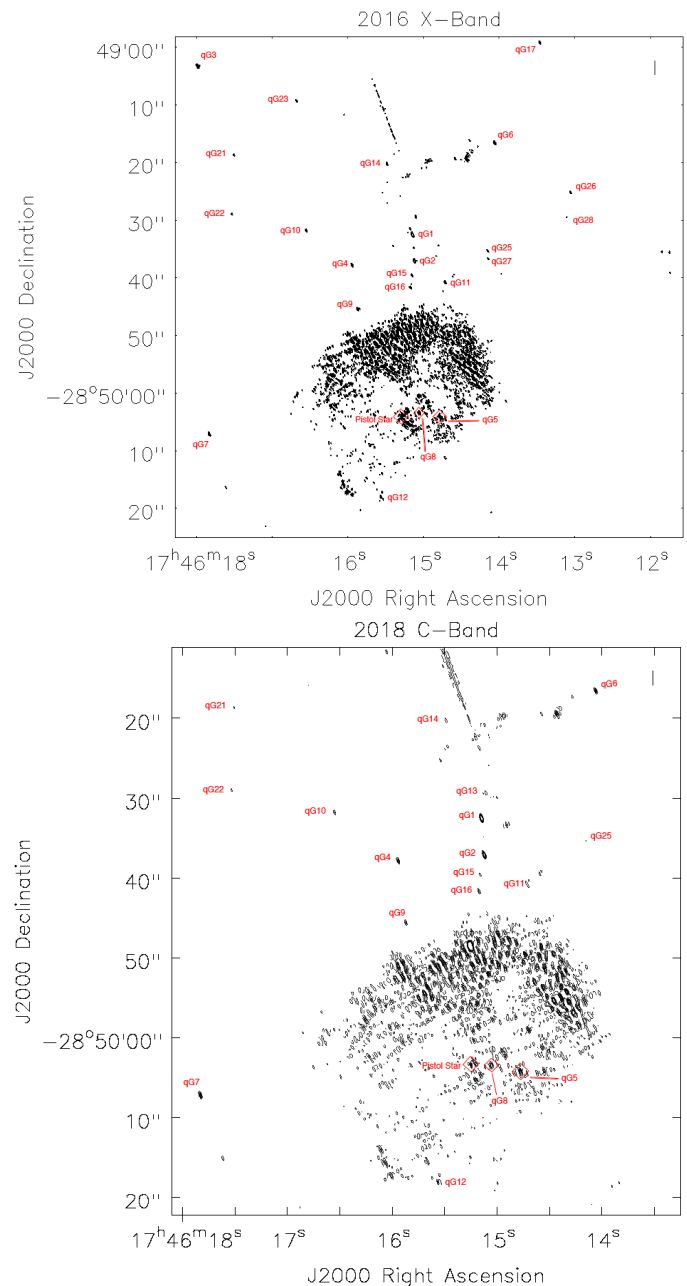 2016 X-Band
49'00''
qG3
qG17
10''
qG23
qG6
20''
qG21
qG14
qG26
30''
qG22
qG28
qG10
qG1
qG25
qG4
qG2
qG27
40''
qG15
qG11
qG16
qG9
50''
−28°50'00''
Pistol Star
qG5
10''
qG7
qG8
qG12
20''
17ʰ46ᵐ18ˢ
16ˢ
15ˢ
14ˢ
13ˢ
12ˢ
J2000 Declination
J2000 Right Ascension
2018 C-Band
qG6
20''
qG21
qG14
30''
qG22
qG13
qG10
qG1
qG25
qG4
qG2
40''
qG15
qG11
qG16
qG9
50''
−28°50'00''
Pistol Star
qG7
qG5
qG8
10''
qG12
20''
17ʰ46ᵐ18ˢ
17ˢ
16ˢ
15ˢ
14ˢ
J2000 Declination
J2000 Right Ascension